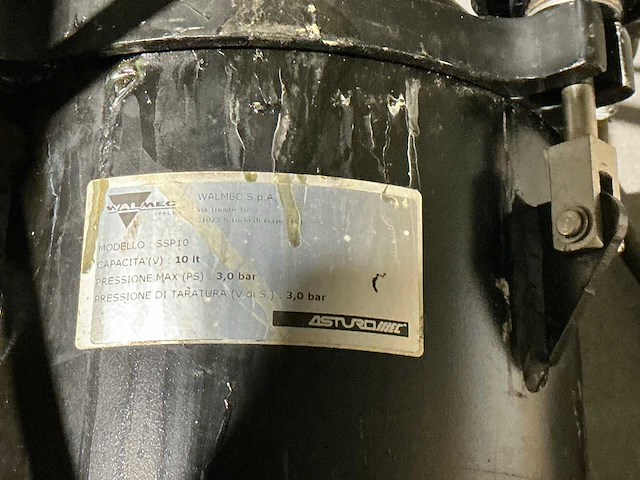 WALMEC
WALMEC S.p.A.
MODELLO : SSP10
CAPACITA'(V) : 10 lt
PRESSIONE MAX (PS) : 3,0 bar
PRESSIONE DI TARATURA (V di S.) : 3,0 bar
ASTUROMEC